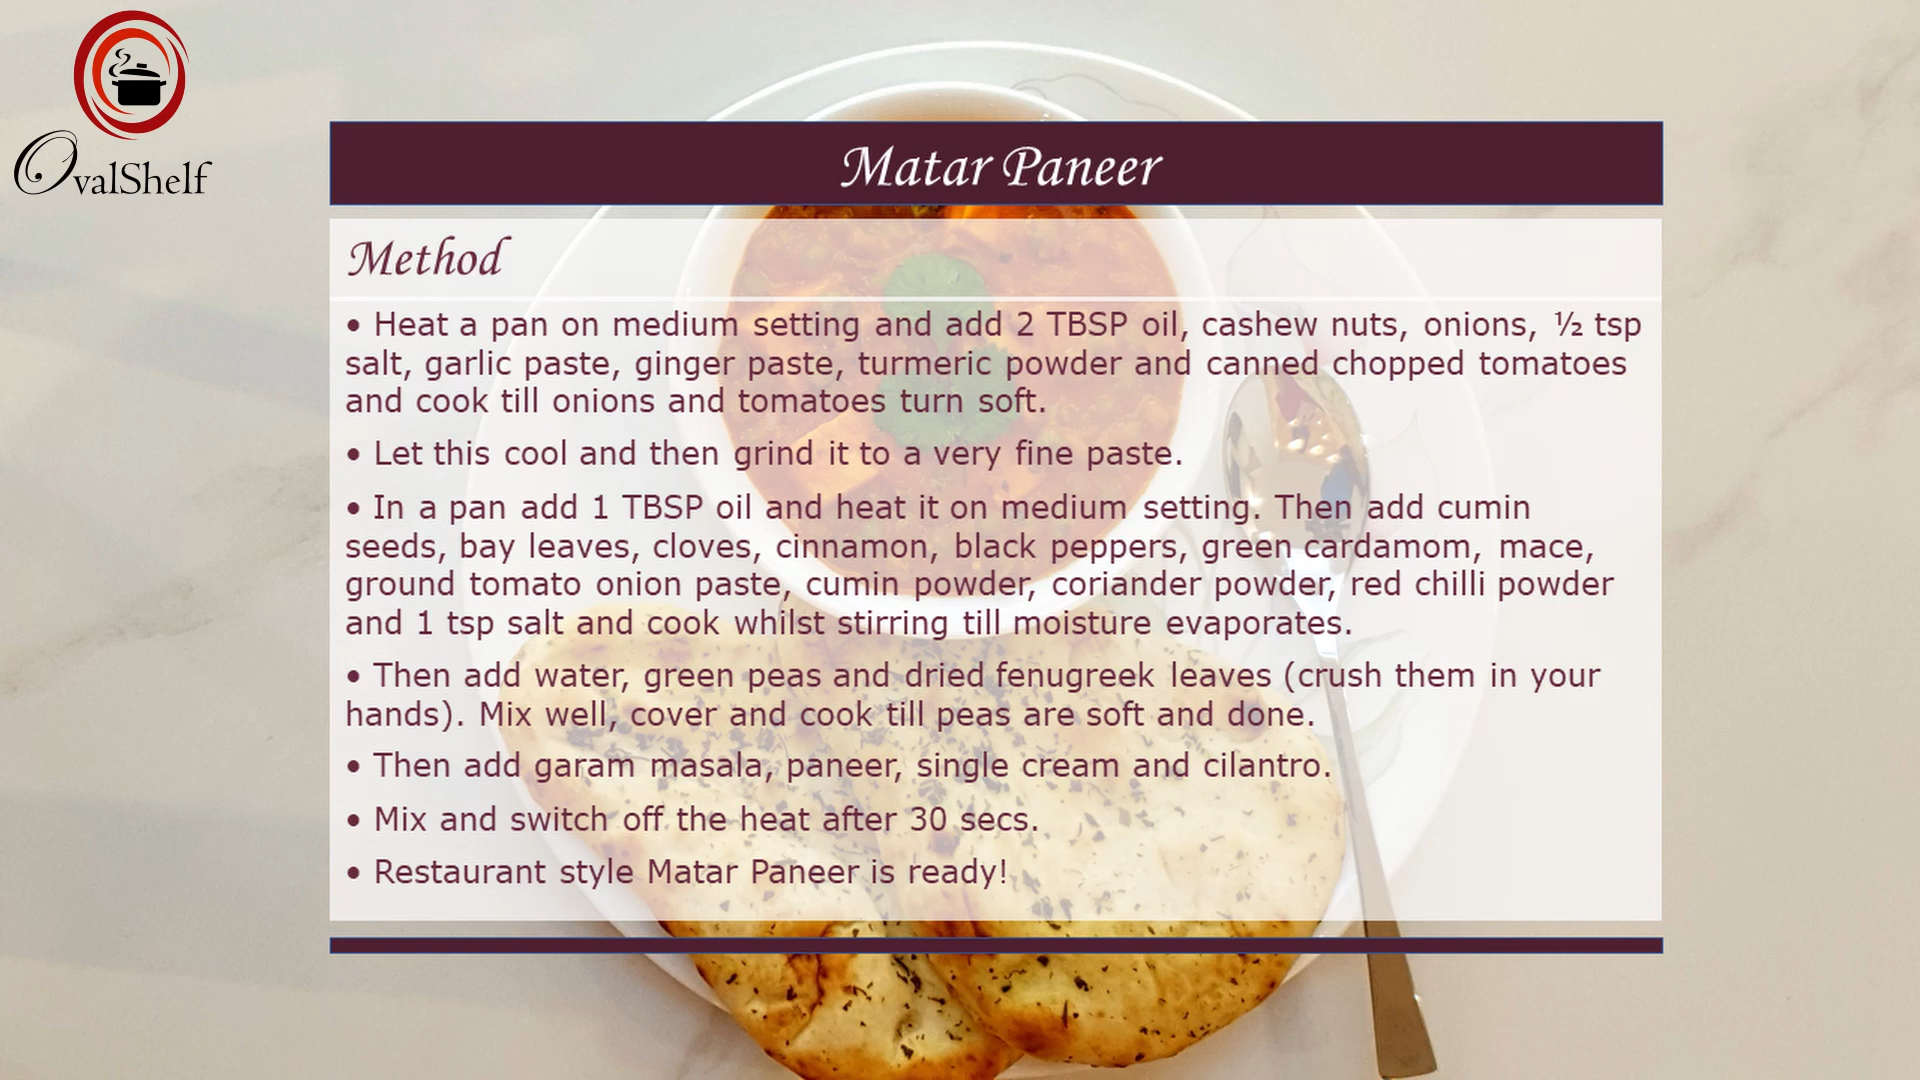 OvalShelf
Matar Paneer
Method
• Heat a pan on medium setting and add 2 TBSP oil, cashew nuts, onions, ½ tsp
salt, garlic paste, ginger paste, turmeric powder and canned chopped tomatoes
and cook till onions and tomatoes turn soft.
• Let this cool and then grind it to a very fine paste.
• In a pan add 1 TBSP oil and heat it on medium setting. Then add cumin
seeds, bay leaves, cloves, cinnamon, black peppers, green cardamom, mace,
ground tomato onion paste, cumin powder, coriander powder, red chilli powder
and 1 tsp salt and cook whilst stirring till moisture evaporates.
• Then add water, green peas and dried fenugreek leaves (crush them in your
hands). Mix well, cover and cook till peas are soft and done.
• Then add garam masala, paneer, single cream and cilantro.
• Mix and switch off the heat after 30 secs.
• Restaurant style Matar Paneer is ready!